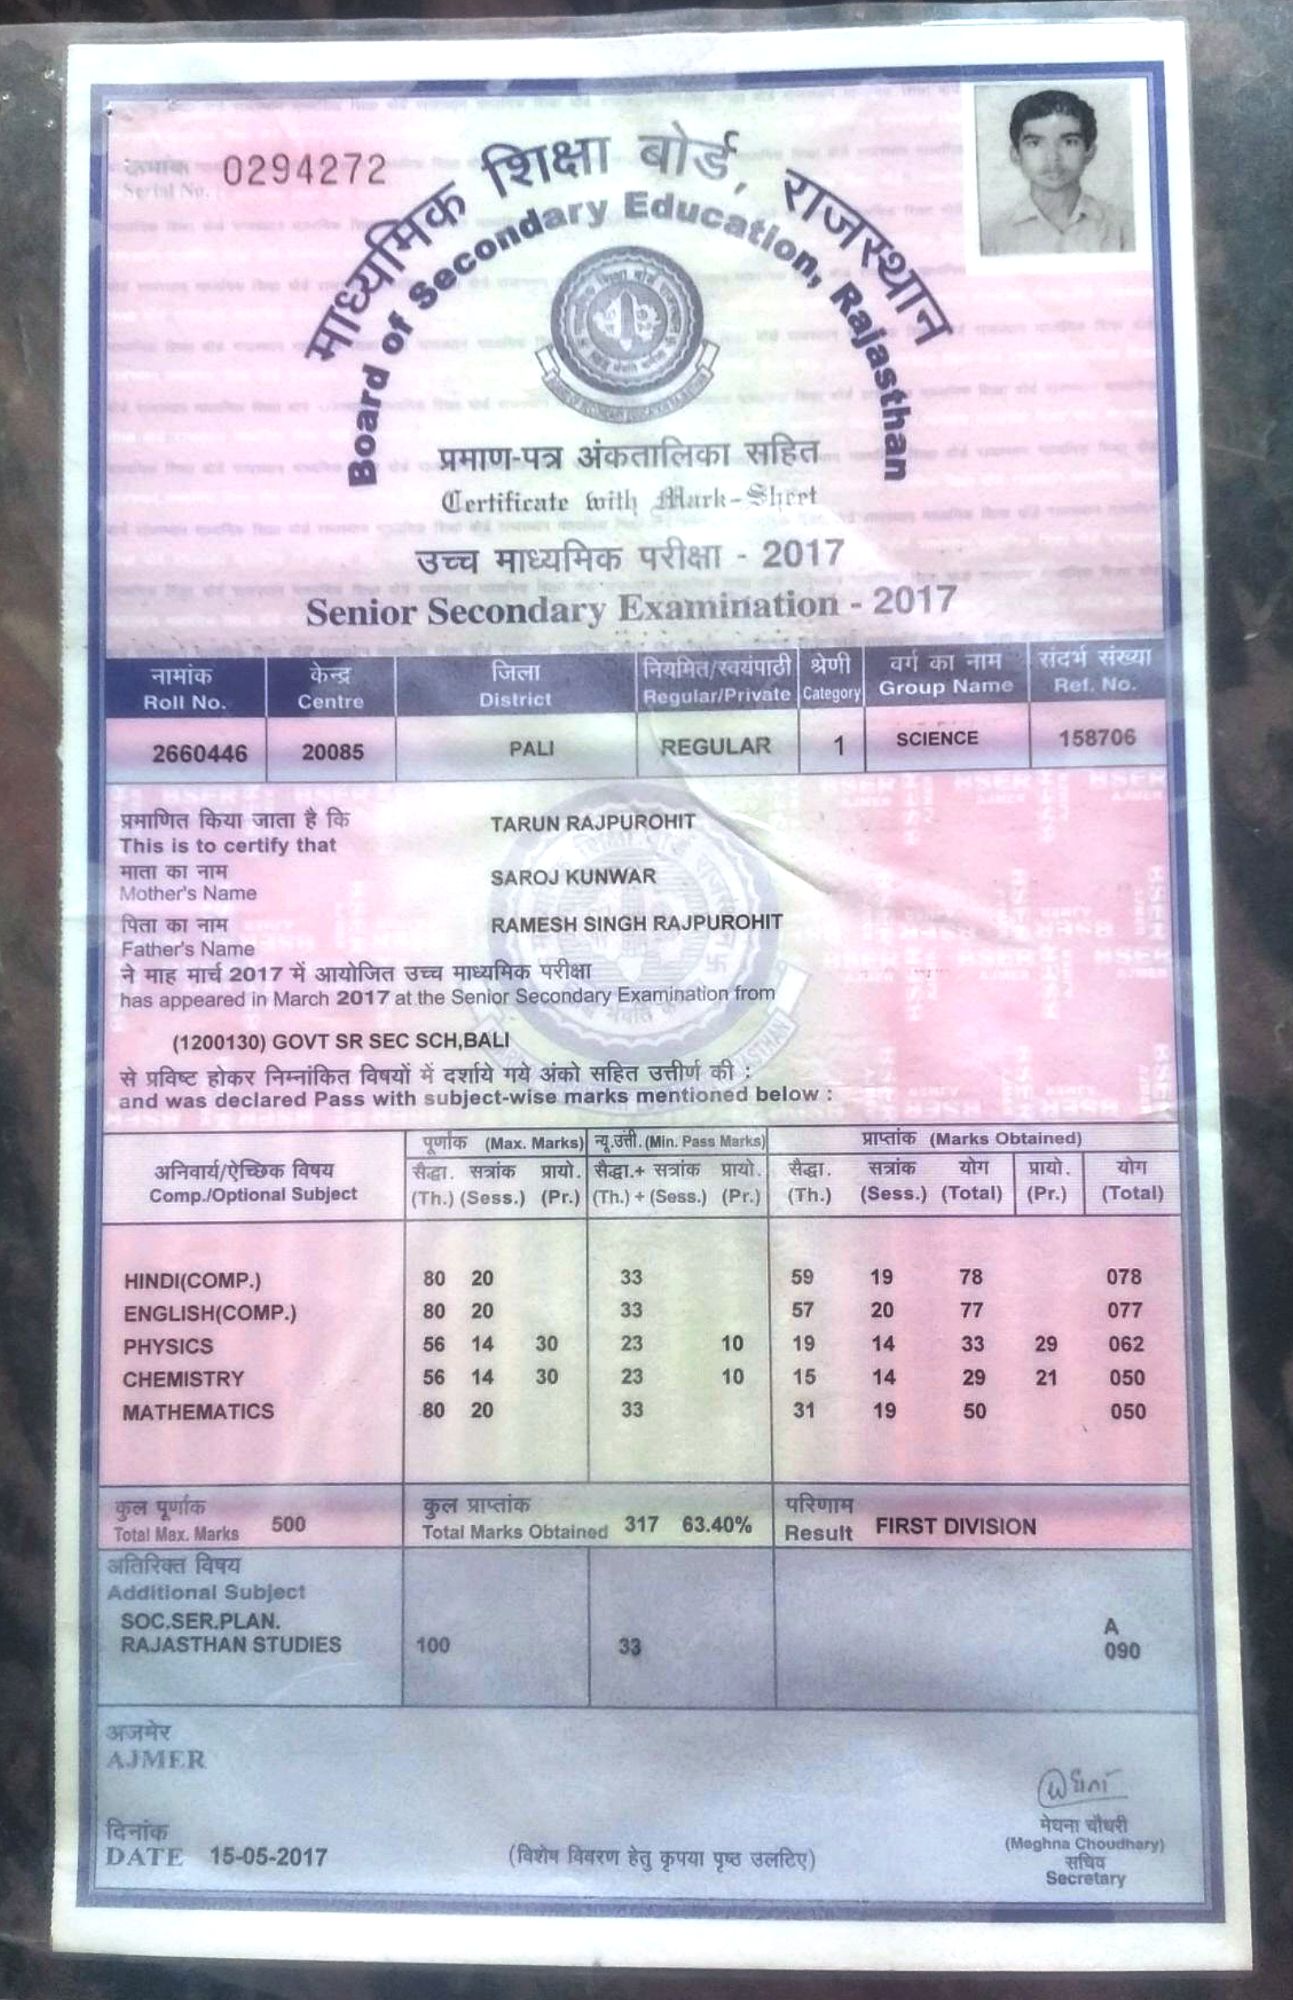 क्रमांक 0294272
Serial No.
माध्यमिक शिक्षा बोर्ड, राजस्थान
Board of Secondary Education, Rajasthan
प्रमाण-पत्र अंकतालिका सहित
Certificate with Mark-Sheet
उच्च माध्यमिक परीक्षा - 2017
Senior Secondary Examination - 2017
नामांक केन्द्र जिला नियमित/स्वयंपाठी श्रेणी वर्ग का नाम संदर्भ संख्या
Roll No. Centre District Regular/Private Category Group Name Ref. No.
2660446 20085 PALI REGULAR 1 SCIENCE 158706
प्रमाणित किया जाता है कि TARUN RAJPUROHIT
This is to certify that
माता का नाम SAROJ KUNWAR
Mother's Name
पिता का नाम RAMESH SINGH RAJPUROHIT
Father's Name
ने माह मार्च 2017 में आयोजित उच्च माध्यमिक परीक्षा
has appeared in March 2017 at the Senior Secondary Examination from
(1200130) GOVT SR SEC SCH,BALI
से प्रविष्ट होकर निम्नांकित विषयों में दर्शाये गये अंको सहित उत्तीर्ण की :
and was declared Pass with subject-wise marks mentioned below :
पूर्णांक (Max. Marks) न्यू.उत्ती. (Min. Pass Marks) प्राप्तांक (Marks Obtained)
अनिवार्य/ऐच्छिक विषय सैद्धा. सत्रांक प्रायो. सैद्धा.+ सत्रांक प्रायो. सैद्धा. सत्रांक योग प्रायो. योग
Comp./Optional Subject (Th.) (Sess.) (Pr.) (Th.) + (Sess.) (Pr.) (Th.) (Sess.) (Total) (Pr.) (Total)
HINDI(COMP.) 80 20 33 59 19 78 078
ENGLISH(COMP.) 80 20 33 57 20 77 077
PHYSICS 56 14 30 23 10 19 14 33 29 062
CHEMISTRY 56 14 30 23 10 15 14 29 21 050
MATHEMATICS 80 20 33 31 19 50 050
कुल पूर्णांक कुल प्राप्तांक परिणाम
Total Max. Marks 500 Total Marks Obtained 317 63.40% Result FIRST DIVISION
अतिरिक्त विषय
Additional Subject
SOC.SER.PLAN. A
RAJASTHAN STUDIES 100 33 090
अजमेर
AJMER
दिनांक
DATE 15-05-2017
(विशेष विवरण हेतु कृपया पृष्ठ उलटिए)
मेघना चौधरी
(Meghna Choudhary)
सचिव
Secretary